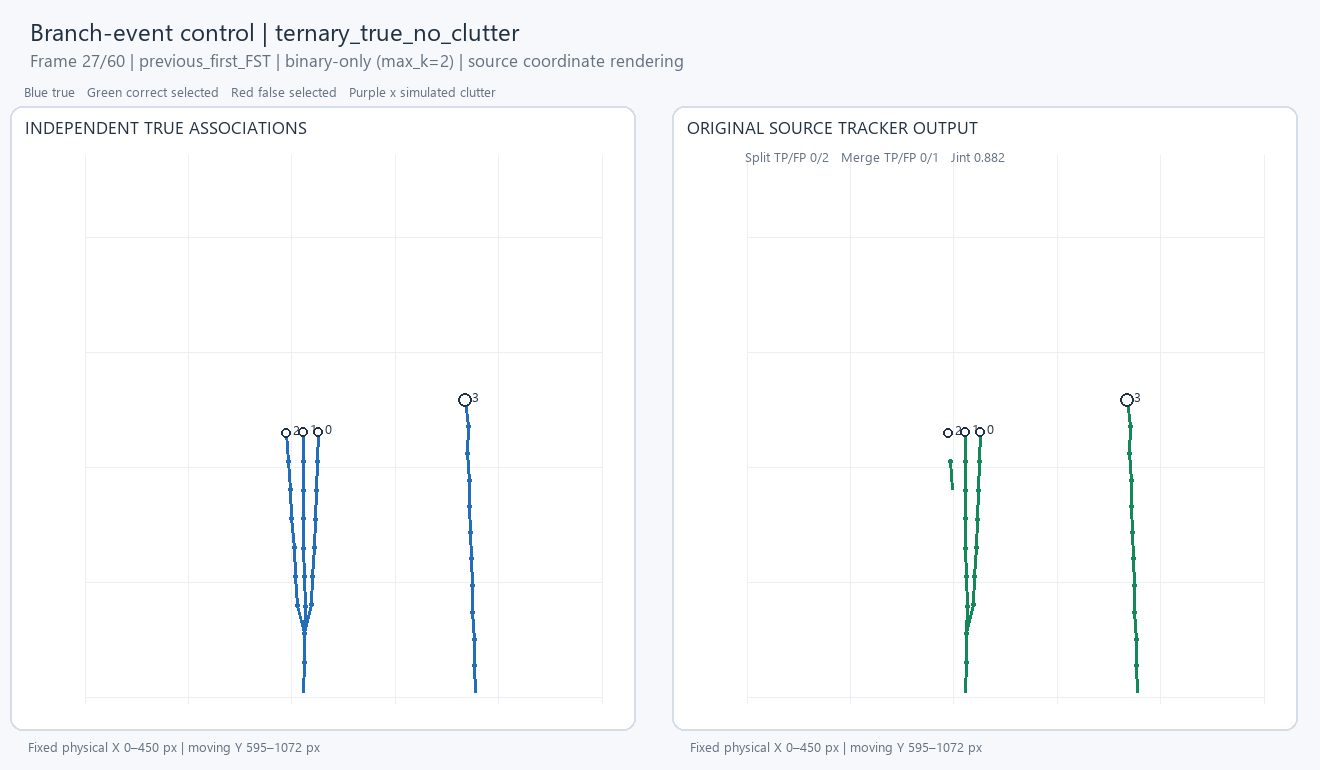 Branch-event control | ternary_true_no_clutter
Frame 27/60 | previous_first_FST | binary-only (max_k=2) | source coordinate rendering
Blue true   Green correct selected   Red false selected   Purple x simulated clutter
INDEPENDENT TRUE ASSOCIATIONS
3
2 1 0
Fixed physical X 0–450 px | moving Y 595–1072 px
ORIGINAL SOURCE TRACKER OUTPUT
Split TP/FP 0/2   Merge TP/FP 0/1   Jint 0.882
3
2 1 0
Fixed physical X 0–450 px | moving Y 595–1072 px